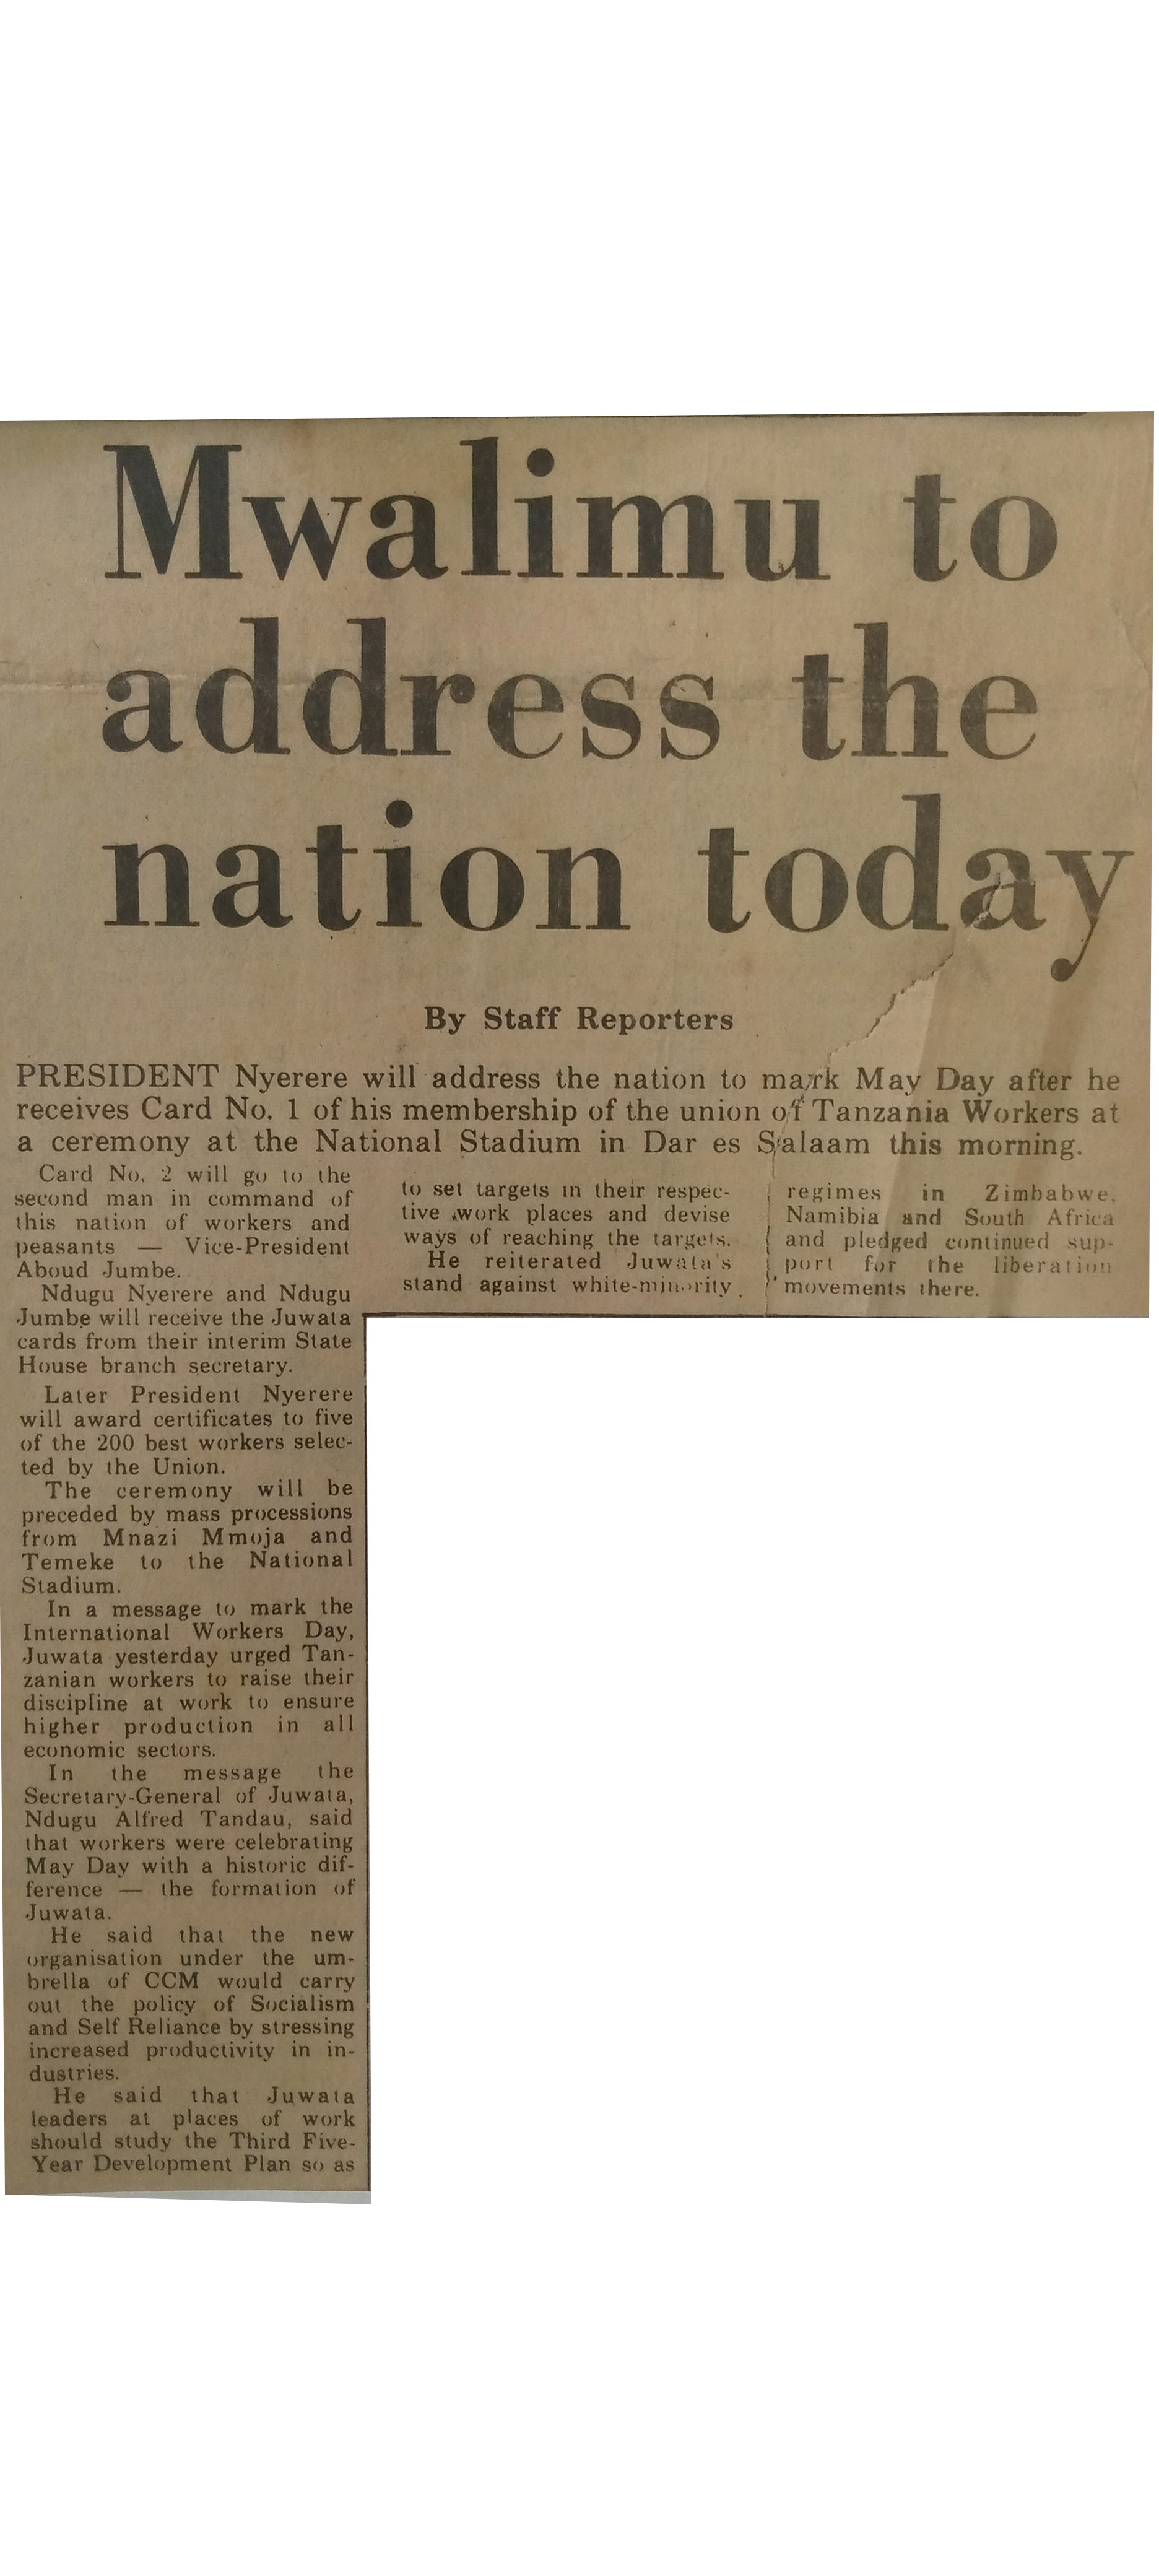 Mwalimu to
address the
nation today
By Staff Reporters
PRESIDENT Nyerere will address the nation to mark May Day after he
receives Card No. 1 of his membership of the union of Tanzania Workers at
a ceremony at the National Stadium in Dar es Salaam this morning.
Card No. 2 will go to the
second man in command of
this nation of workers and
peasants — Vice-President
Aboud Jumbe.
Ndugu Nyerere and Ndugu
Jumbe will receive the Juwata
cards from their interim State
House branch secretary.
Later President Nyerere
will award certificates to five
of the 200 best workers selec-
ted by the Union.
The ceremony will be
preceded by mass processions
from Mnazi Mmoja and
Temeke to the National
Stadium.
In a message to mark the
International Workers Day,
Juwata yesterday urged Tan-
zanian workers to raise their
discipline at work to ensure
higher production in all
economic sectors.
In the message the
Secretary-General of Juwata,
Ndugu Alfred Tandau, said
that workers were celebrating
May Day with a historic dif-
ference — the formation of
Juwata.
He said that the new
organisation under the um-
brella of CCM would carry
out the policy of Socialism
and Self Reliance by stressing
increased productivity in in-
dustries.
He said that Juwata
leaders at places of work
should study the Third Five-
Year Development Plan so as
to set targets in their respec-
tive work places and devise
ways of reaching the targets.
He reiterated Juwata's
stand against white-minority
regimes in Zimbabwe,
Namibia and South Africa
and pledged continued sup-
port for the liberation
movements there.